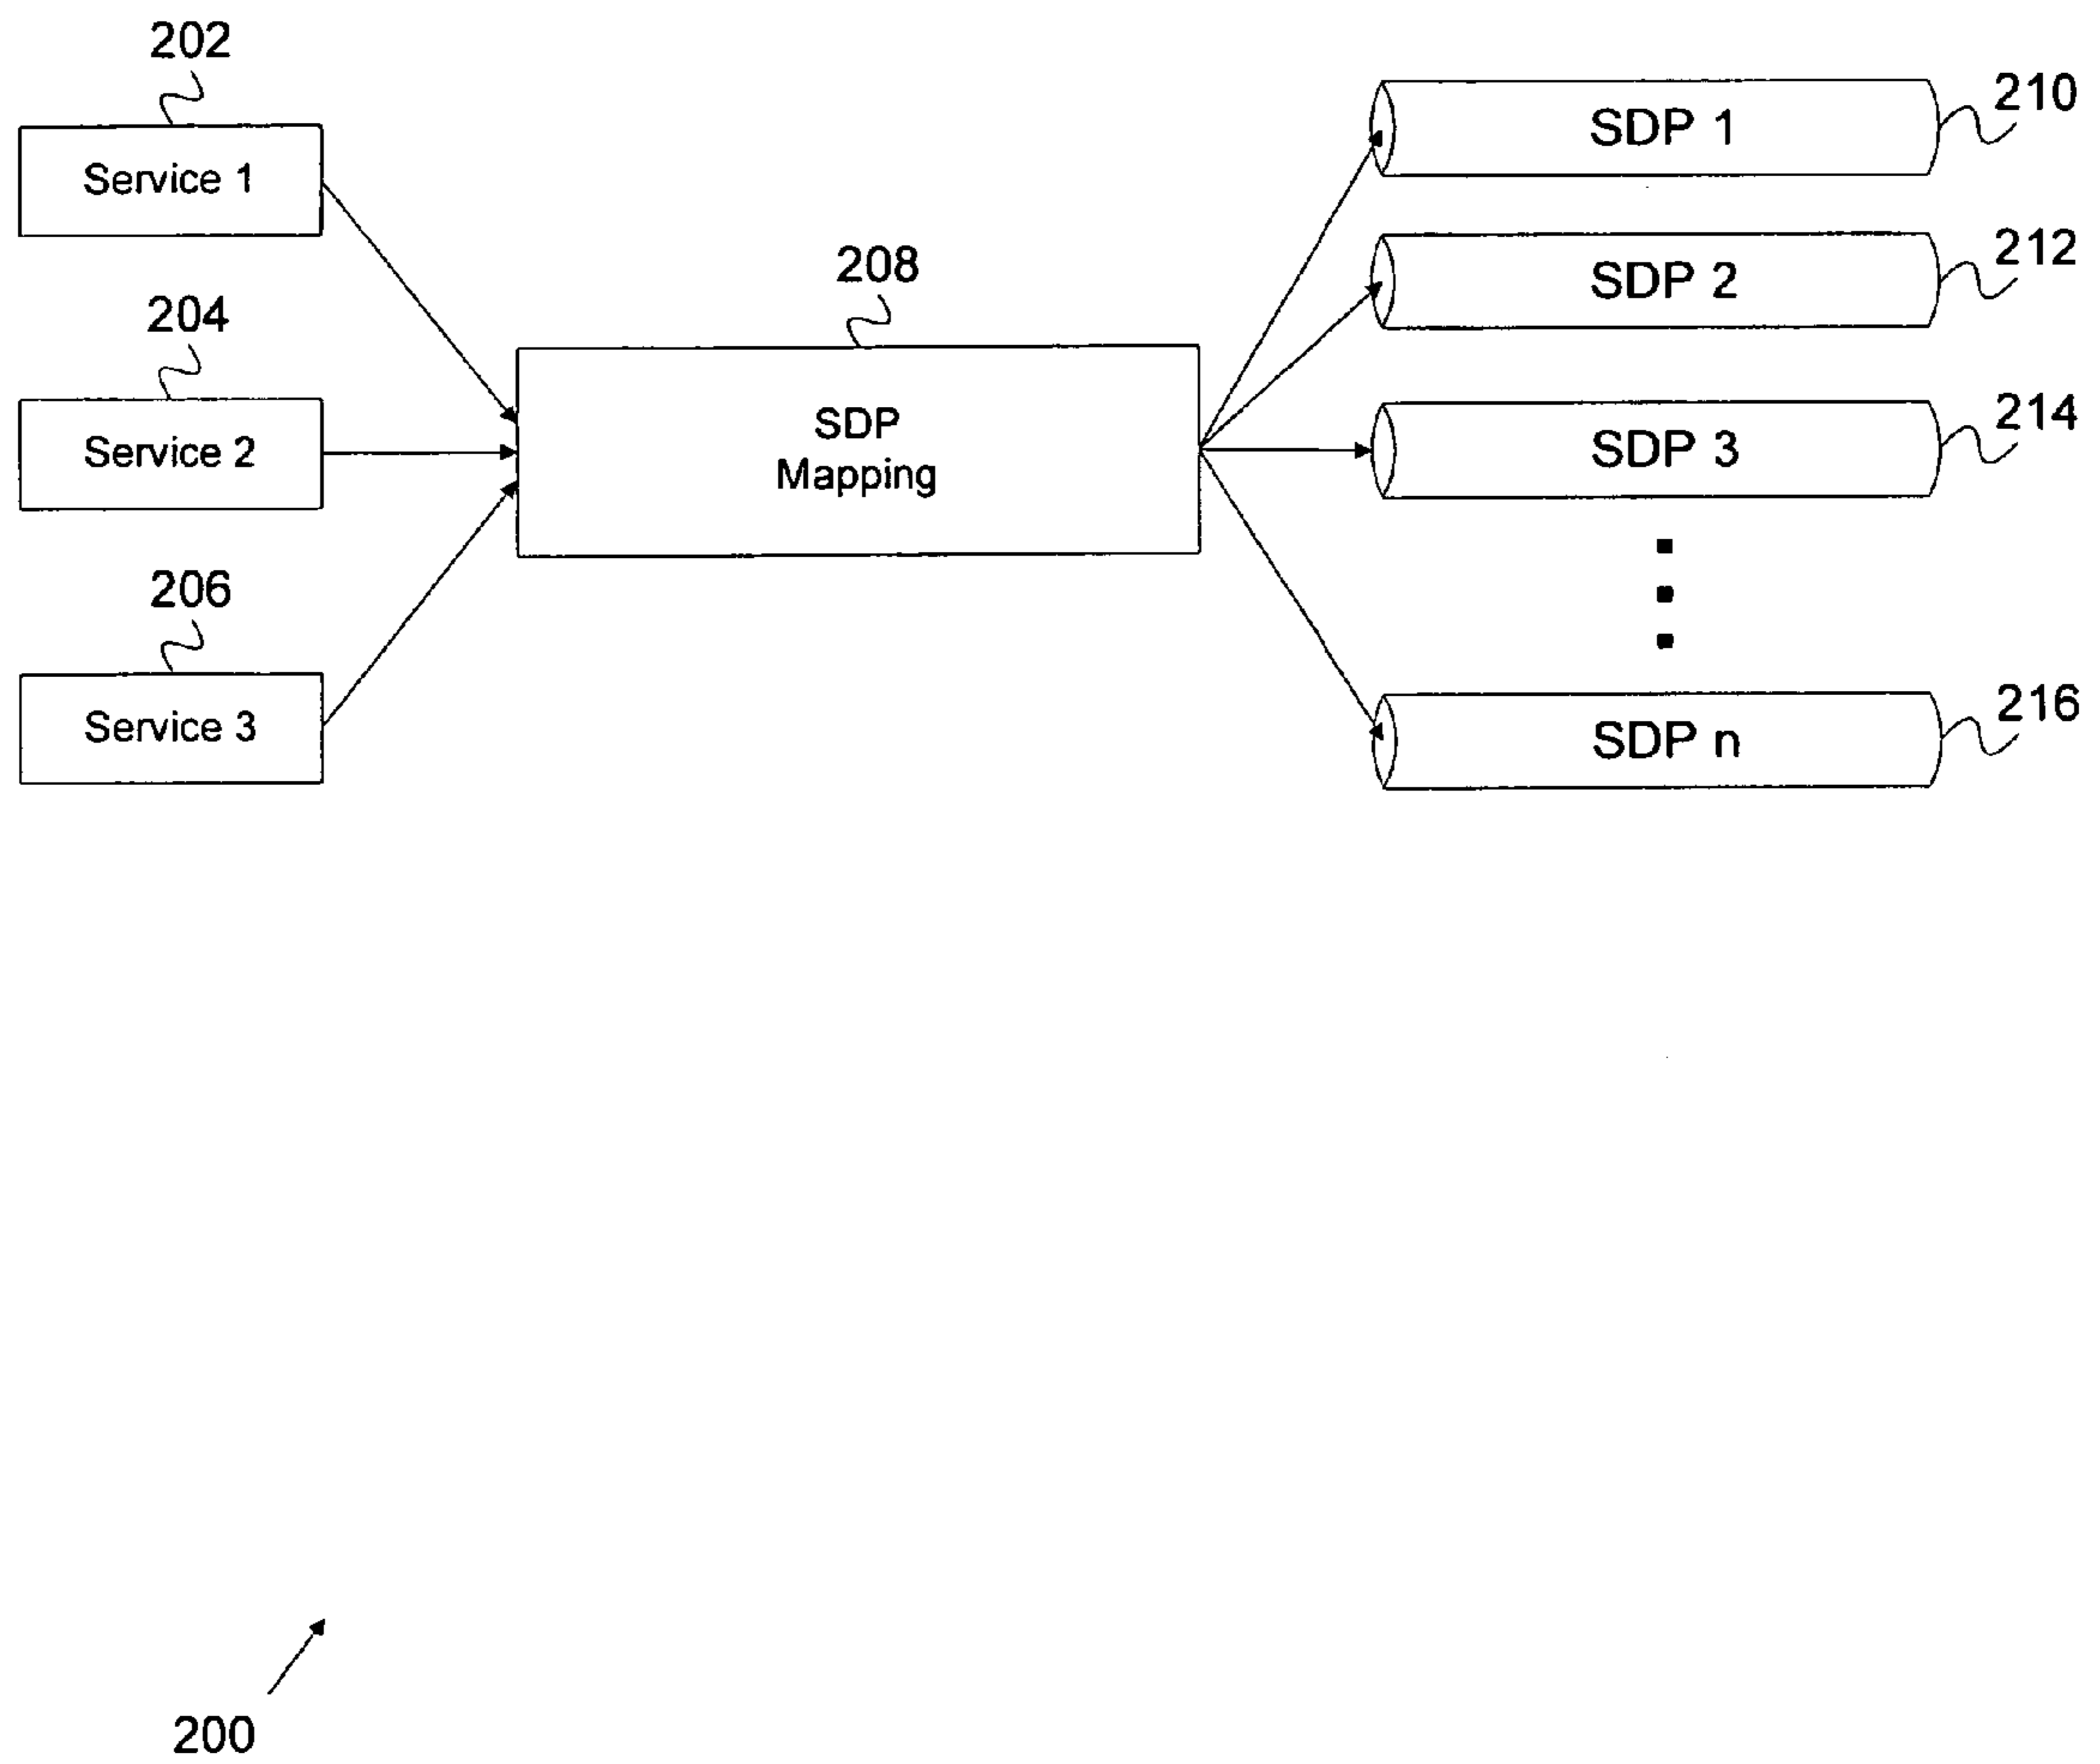 202
Service 1
204
Service 2
206
Service 3
208
SDP
Mapping
210
SDP 1
212
SDP 2
214
SDP 3
216
SDP n
200